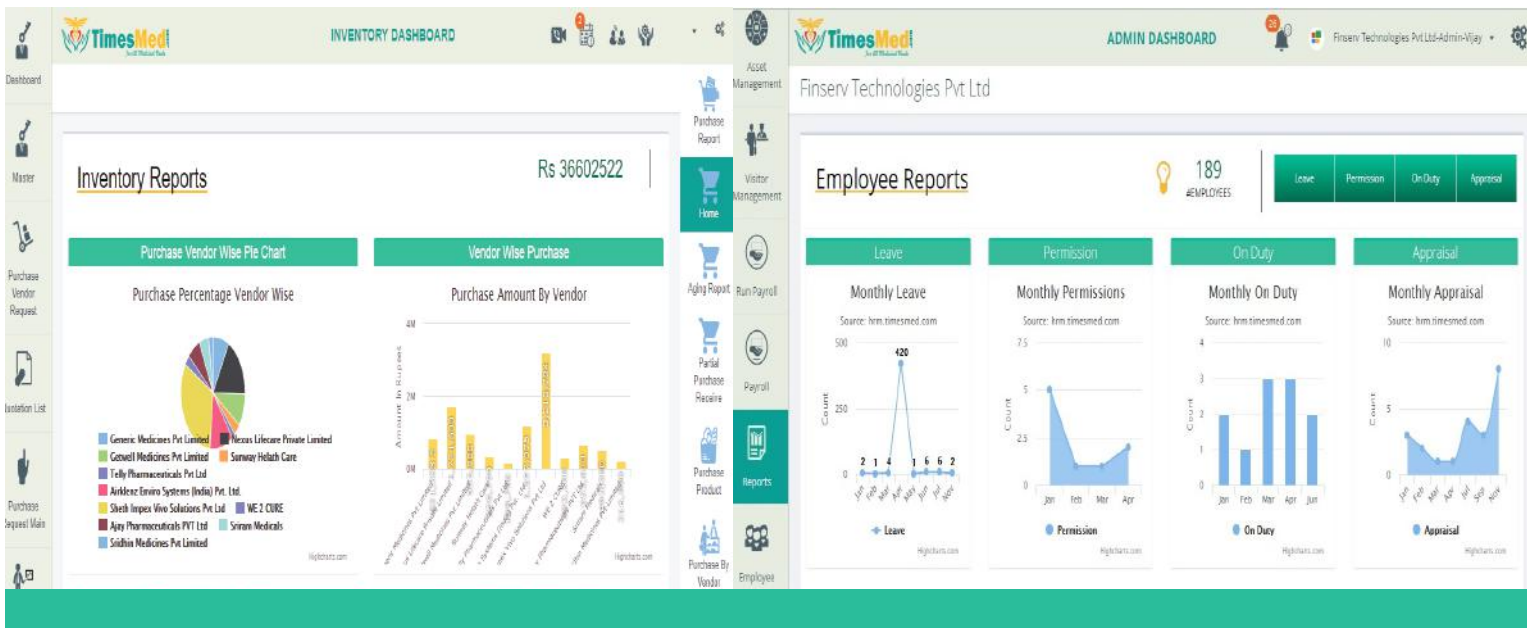 TimesMed
INVENTORY DASHBOARD
2
Dashboard
Master
Purchase
Vendor
Request
Quotation List
Purchase
Request Main
Inventory Reports
Rs 36602522
Purchase Vendor Wise Pie Chart
Purchase Percentage Vendor Wise
Generic Medicines Pvt Limited
Nexus Lifecare Private Limited
Getwell Medicines Pvt Limited
Sunway Helath Care
Telly Pharmaceuticals Pvt Ltd
Airklenz Enviro Systems (India) Pvt. Ltd.
Sheth Impex Vivo Solutions Pvt Ltd
WE 2 CURE
Ajay Pharmaceuticals PVT Ltd
Sriram Medicals
Sridhin Medicines Pvt Limited
Highcharts.com
Vendor Wise Purchase
Purchase Amount By Vendor
Amount In Rupees
4M
2M
0M
WE 2 CURE
Highcharts.com
Purchase
Report
Home
Aging Report
Partial
Purchase
Receive
Purchase
Product
Purchase By
Vendor
TimesMed
ADMIN DASHBOARD
28
Finserv Technologies Pvt Ltd-Admin-Vijay
Asset
Management
Visitor
Management
Run Payroll
Payroll
Reports
Employee
Finserv Technologies Pvt Ltd
Employee Reports
189
#EMPLOYEES
Leave
Permission
On Duty
Appraisal
Leave
Monthly Leave
Source: hrm.timesmed.com
Count
500
250
0
2 1 4 420 1 6 6 2
Jan Feb Mar Apr May Jun Jul Nov
Leave
Highcharts.com
Permission
Monthly Permissions
Source: hrm.timesmed.com
Count
7.5
5
2.5
0
Jan Feb Mar Apr
Permission
Highcharts.com
On Duty
Monthly On Duty
Source: hrm.timesmed.com
Count
4
3
2
1
0
Jan Feb Mar Apr Jun
On Duty
Highcharts.com
Appraisal
Monthly Appraisal
Source: hrm.timesmed.com
Count
10
5
0
Jan Feb Mar Apr Jul Sep Nov
Appraisal
Highcharts.com